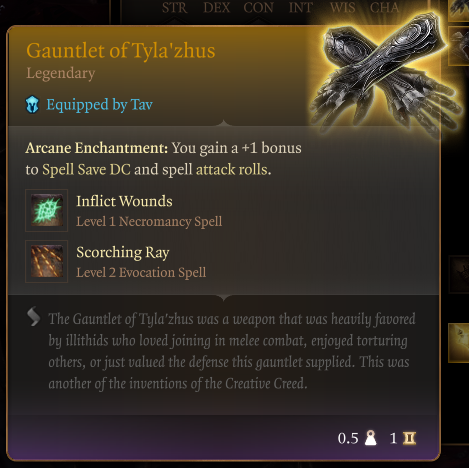 STR DEX CON INT WIS CHA
Gauntlet of Tyla'zhus
Legendary
Equipped by Tav
Arcane Enchantment: You gain a +1 bonus
to Spell Save DC and spell attack rolls.
Inflict Wounds
Level 1 Necromancy Spell
Scorching Ray
Level 2 Evocation Spell
The Gauntlet of Tyla'zhus was a weapon that was heavily favored
by illithids who loved joining in melee combat, enjoyed torturing
others, or just valued the defense this gauntlet supplied. This was
another of the inventions of the Creative Creed.
0.5 1